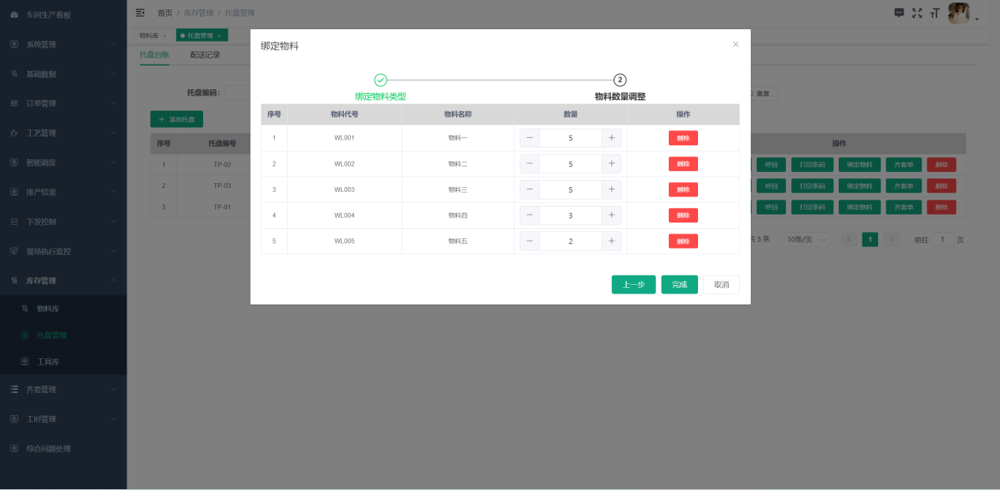 车间生产看板
系统管理
基础数据
订单管理
工艺管理
智能调度
排产结果
下发控制
现场执行监控
库存管理
物料库
托盘管理
工具库
齐套管理
工时管理
综合问题处理
首页 / 库存管理 / 托盘管理
物料库 × 托盘管理 ×
托盘台账 配送记录
托盘编码: 重置
+ 添加托盘
序号 托盘编号 操作
1 TP-02 呼回 打印条码 绑定物料 齐套单 删除
2 TP-03 呼回 打印条码 绑定物料 齐套单 删除
3 TP-01 呼回 打印条码 绑定物料 齐套单 删除
共 3 条 10条/页 < 1 > 前往 1 页
绑定物料 ×
2
绑定物料类型 物料数量调整
序号 物料代号 物料名称 数量 操作
1 WL001 物料一 − 5 + 删除
2 WL002 物料二 − 5 + 删除
3 WL003 物料三 − 5 + 删除
4 WL004 物料四 − 3 + 删除
5 WL005 物料五 − 2 + 删除
上一步 完成 取消